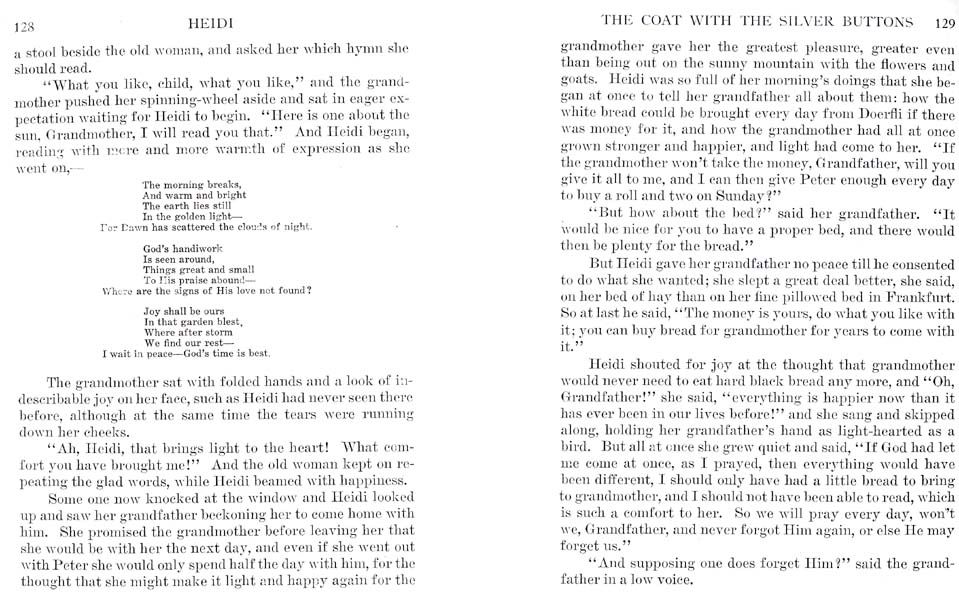 128 HEIDI
a stool beside the old woman, and asked her which hymn she
should read.
“What you like, child, what you like,” and the grand-
mother pushed her spinning-wheel aside and sat in eager ex-
pectation waiting for Heidi to begin. “Here is one about the
sun, Grandmother, I will read you that.” And Heidi began,
reading with more and more warmth of expression as she
went on,—
The morning breaks,
And warm and bright
The earth lies still
In the golden light—
For Dawn has scattered the clouds of night.
God’s handiwork
Is seen around,
Things great and small
To His praise abound—
Where are the signs of His love not found?
Joy shall be ours
In that garden blest,
Where after storm
We find our rest—
I wait in peace—God’s time is best.
The grandmother sat with folded hands and a look of in-
describable joy on her face, such as Heidi had never seen there
before, although at the same time the tears were running
down her cheeks.
“Ah, Heidi, that brings light to the heart! What com-
fort you have brought me!” And the old woman kept on re-
peating the glad words, while Heidi beamed with happiness.
Some one now knocked at the window and Heidi looked
up and saw her grandfather beckoning her to come home with
him. She promised the grandmother before leaving her that
she would be with her the next day, and even if she went out
with Peter she would only spend half the day with him, for the
thought that she might make it light and happy again for the
THE COAT WITH THE SILVER BUTTONS 129
grandmother gave her the greatest pleasure, greater even
than being out on the sunny mountain with the flowers and
goats. Heidi was so full of her morning’s doings that she be-
gan at once to tell her grandfather all about them: how the
white bread could be brought every day from Doerfli if there
was money for it, and how the grandmother had all at once
grown stronger and happier, and light had come to her. “If
the grandmother won’t take the money, Grandfather, will you
give it all to me, and I can then give Peter enough every day
to buy a roll and two on Sunday?”
“But how about the bed?” said her grandfather. “It
would be nice for you to have a proper bed, and there would
then be plenty for the bread.”
But Heidi gave her grandfather no peace till he consented
to do what she wanted; she slept a great deal better, she said,
on her bed of hay than on her fine pillowed bed in Frankfurt.
So at last he said, “The money is yours, do what you like with
it; you can buy bread for grandmother for years to come with
it.”
Heidi shouted for joy at the thought that grandmother
would never need to eat hard black bread any more, and “Oh,
Grandfather!” she said, “everything is happier now than it
has ever been in our lives before!” and she sang and skipped
along, holding her grandfather’s hand as light-hearted as a
bird. But all at once she grew quiet and said, “If God had let
me come at once, as I prayed, then everything would have
been different, I should only have had a little bread to bring
to grandmother, and I should not have been able to read, which
is such a comfort to her. So we will pray every day, won’t
we, Grandfather, and never forgot Him again, or else He may
forget us.”
“And supposing one does forget Him?” said the grand-
father in a low voice.